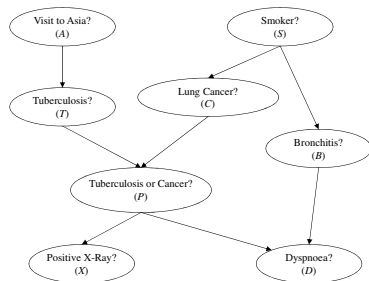 Visit to Asia?
(A)
Smoker?
(S)
Tuberculosis?
(T)
Lung Cancer?
(C)
Bronchitis?
(B)
Tuberculosis or Cancer?
(P)
Positive X-Ray?
(X)
Dyspnoea?
(D)